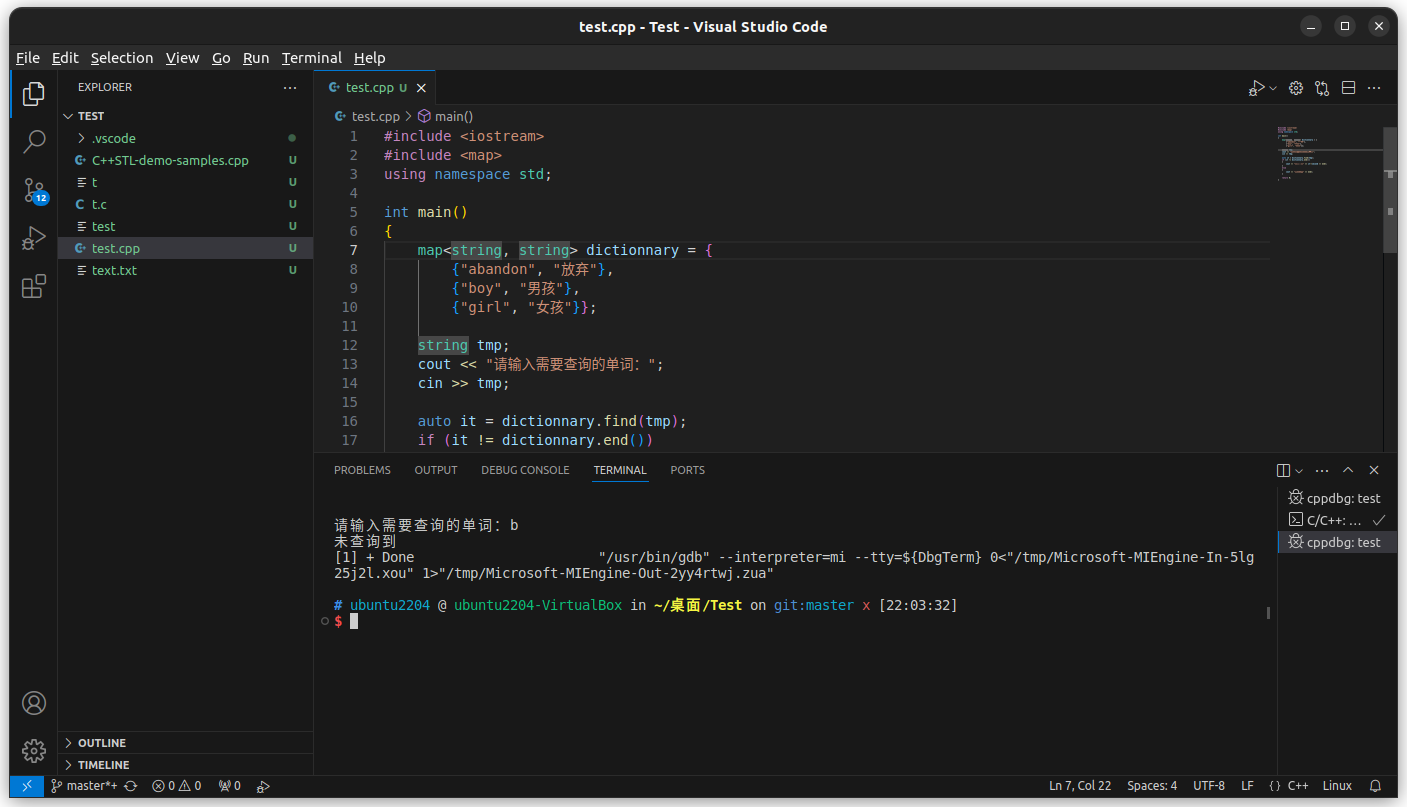 test.cpp - Test - Visual Studio Code
File Edit Selection View Go Run Terminal Help
EXPLORER
TEST
.vscode
C++STL-demo-samples.cpp U
t U
t.c U
test U
test.cpp U
text.txt U
12
OUTLINE
TIMELINE
test.cpp U
test.cpp > main()
1 #include <iostream>
2 #include <map>
3 using namespace std;
4
5 int main()
6 {
7 map<string, string> dictionnary = {
8 {"abandon", "放弃"},
9 {"boy", "男孩"},
10 {"girl", "女孩"}};
11
12 string tmp;
13 cout << "请输入需要查询的单词：";
14 cin >> tmp;
15
16 auto it = dictionnary.find(tmp);
17 if (it != dictionnary.end())
PROBLEMS OUTPUT DEBUG CONSOLE TERMINAL PORTS
请输入需要查询的单词：b
未查询到
[1] + Done "/usr/bin/gdb" --interpreter=mi --tty=${DbgTerm} 0<"/tmp/Microsoft-MIEngine-In-5lg
25j2l.xou" 1>"/tmp/Microsoft-MIEngine-Out-2yy4rtwj.zua"
# ubuntu2204 @ ubuntu2204-VirtualBox in ~/桌面/Test on git:master x [22:03:32]
$
cppdbg: test
C/C++: ...
cppdbg: test
master*+ 0 0 0 Ln 7, Col 22 Spaces: 4 UTF-8 LF {} C++ Linux